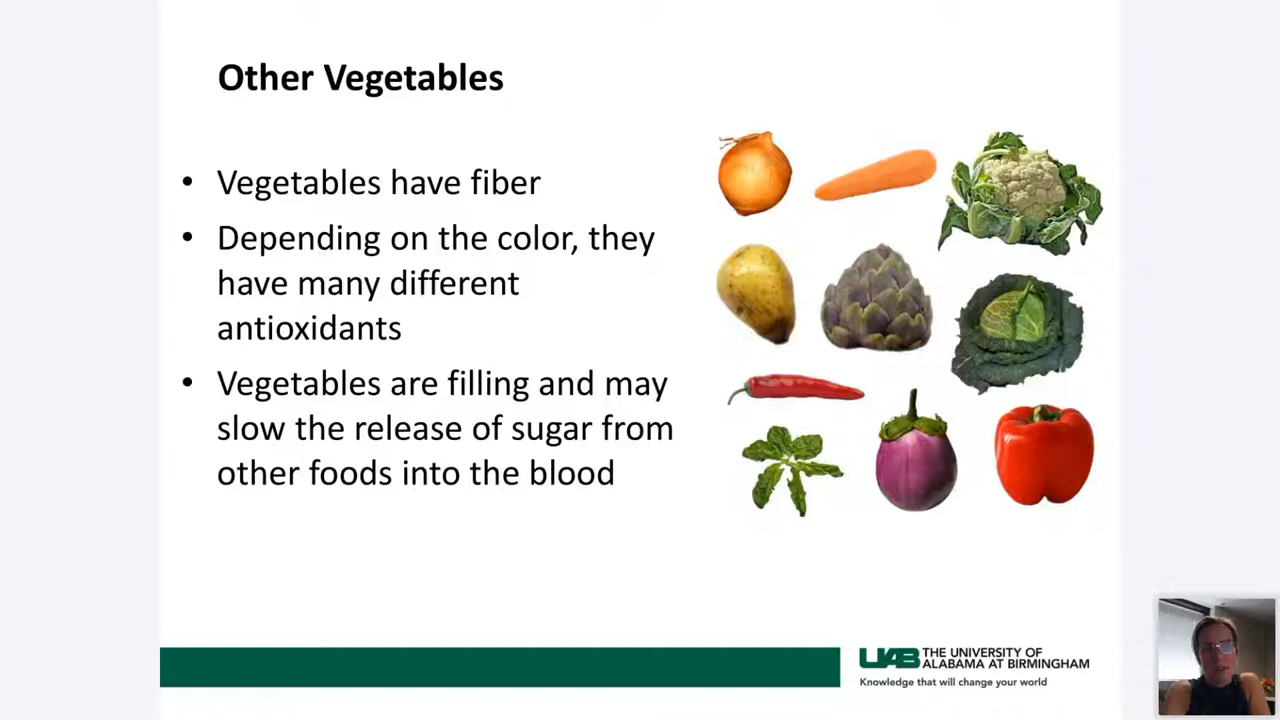 Other Vegetables
• Vegetables have fiber
• Depending on the color, they
have many different
antioxidants
• Vegetables are filling and may
slow the release of sugar from
other foods into the blood
UAB THE UNIVERSITY OF
ALABAMA AT BIRMINGHAM
Knowledge that will change your world